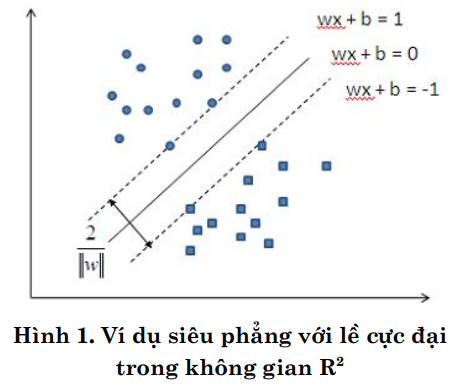 wx + b = 1
wx + b = 0
wx + b = -1
2
‖w‖
Hình 1. Ví dụ siêu phẳng với lề cực đại
trong không gian R²